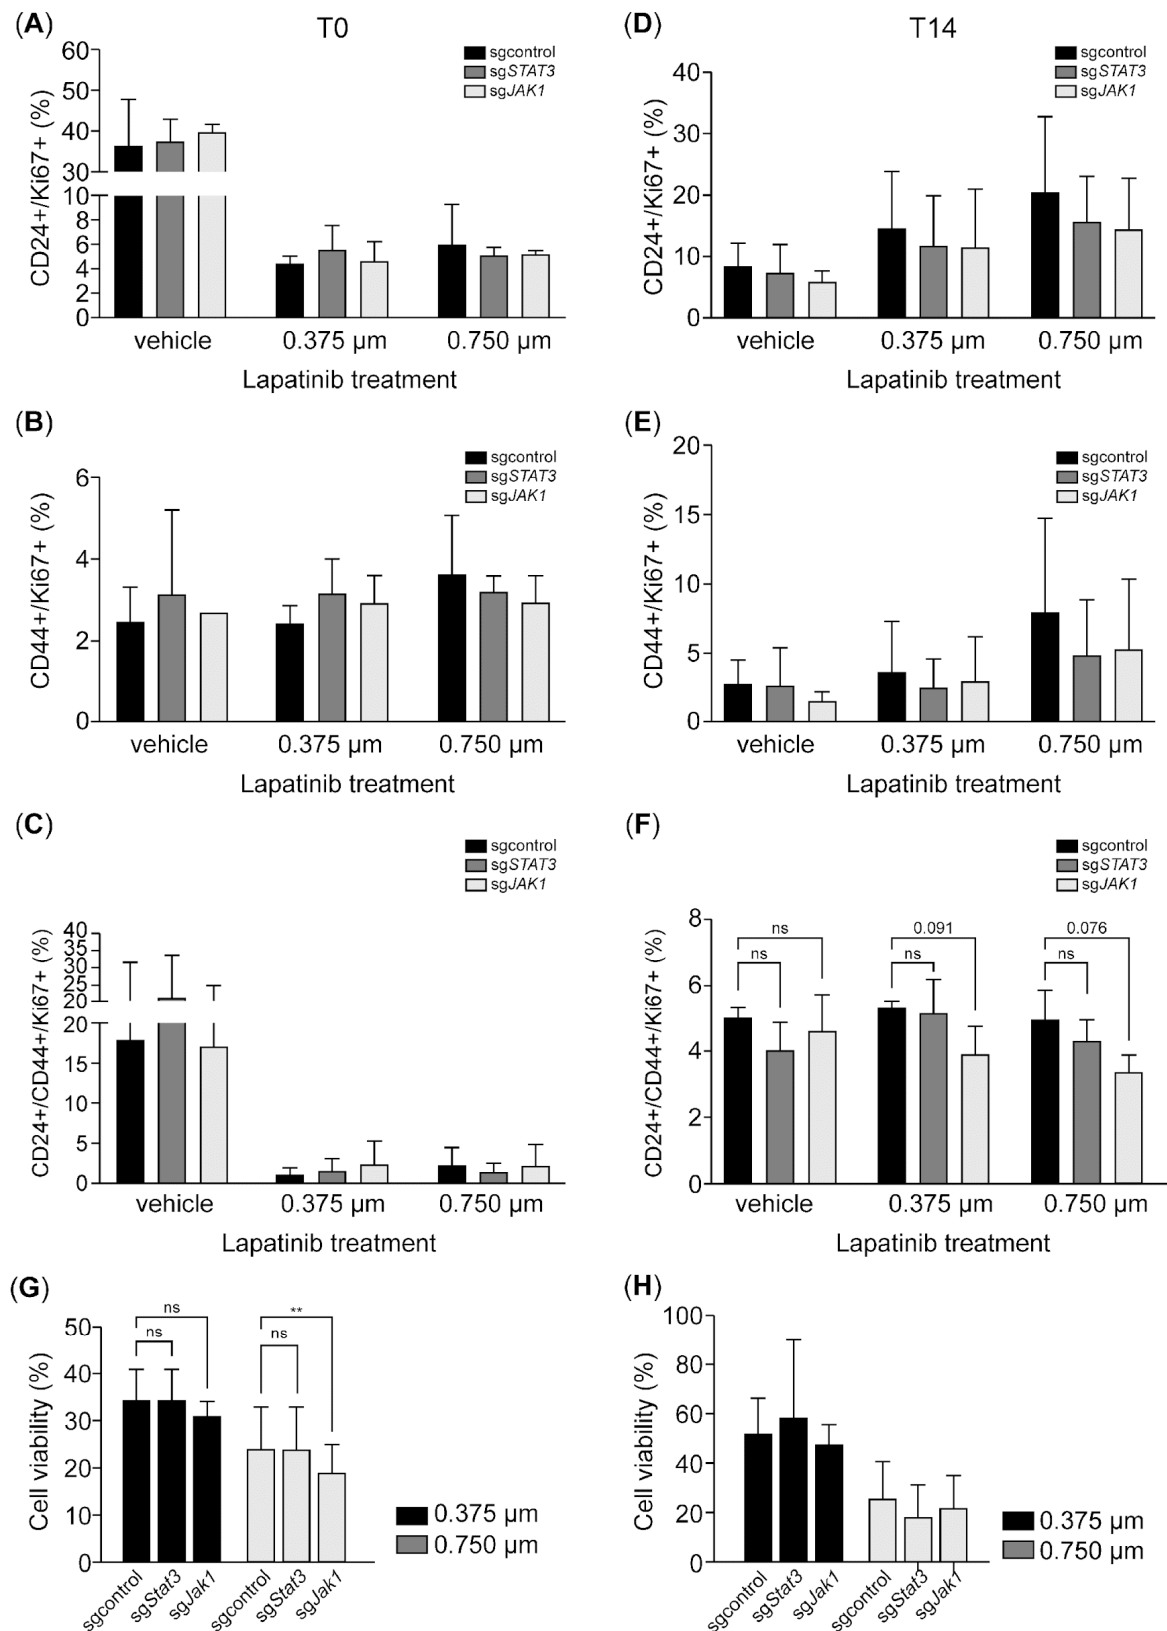 (A)
T0
sgcontrol
sgSTAT3
sgJAK1
CD24+/Ki67+ (%)
60
50
40
30
10
8
6
4
2
0
vehicle
0.375 µm
0.750 µm
Lapatinib treatment
(D)
T14
sgcontrol
sgSTAT3
sgJAK1
CD24+/Ki67+ (%)
40
30
20
10
0
vehicle
0.375 µm
0.750 µm
Lapatinib treatment
(B)
sgcontrol
sgSTAT3
sgJAK1
CD44+/Ki67+ (%)
6
4
2
0
vehicle
0.375 µm
0.750 µm
Lapatinib treatment
(E)
sgcontrol
sgSTAT3
sgJAK1
CD44+/Ki67+ (%)
20
15
10
5
0
vehicle
0.375 µm
0.750 µm
Lapatinib treatment
(C)
sgcontrol
sgSTAT3
sgJAK1
CD24+/CD44+/Ki67+ (%)
40
35
30
25
20
20
15
10
5
0
vehicle
0.375 µm
0.750 µm
Lapatinib treatment
(F)
sgcontrol
sgSTAT3
sgJAK1
CD24+/CD44+/Ki67+ (%)
8
6
4
2
0
ns
ns
0.091
ns
0.076
ns
vehicle
0.375 µm
0.750 µm
Lapatinib treatment
(G)
Cell viability (%)
50
40
30
20
10
0
ns
ns
**
ns
sgcontrol
sgStat3
sgJak1
sgcontrol
sgStat3
sgJak1
0.375 µm
0.750 µm
(H)
Cell viability (%)
100
80
60
40
20
0
sgcontrol
sgStat3
sgJak1
sgcontrol
sgStat3
sgJak1
0.375 µm
0.750 µm